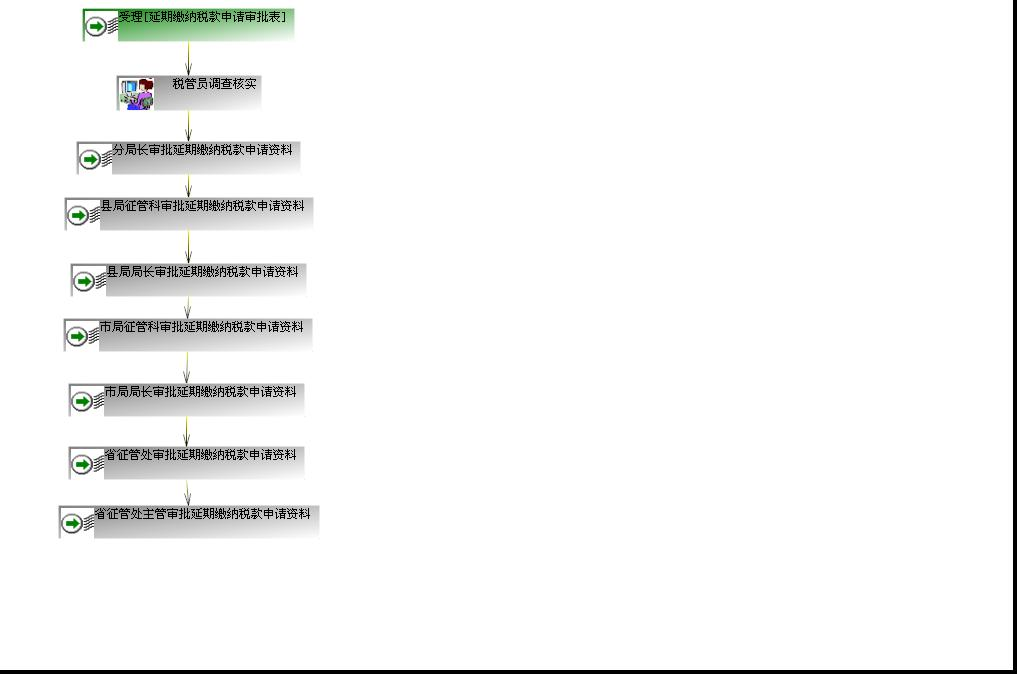 受理[延期缴纳税款申请审批表]
税管员调查核实
分局长审批延期缴纳税款申请资料
县局征管科审批延期缴纳税款申请资料
县局局长审批延期缴纳税款申请资料
市局征管科审批延期缴纳税款申请资料
市局局长审批延期缴纳税款申请资料
省征管处审批延期缴纳税款申请资料
省征管处主管审批延期缴纳税款申请资料